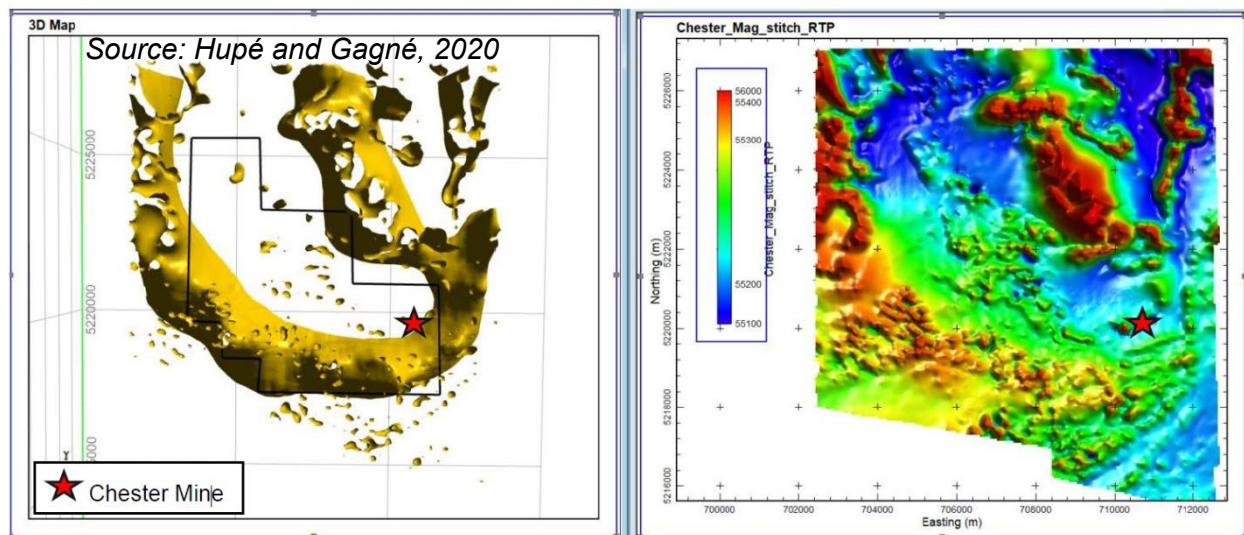 3D Map
Source: Hupé and Gagné, 2020
5225000
5220000
5000
Y
Chester Mine
Chester_Mag_stitch_RTP
56000
55400
55300
55200
55100
Chester_Mag_stitch_RTP
Northing (m)
5226000
5224000
5222000
5220000
5218000
5216000
700000 702000 704000 706000 708000 710000 712000
Easting (m)